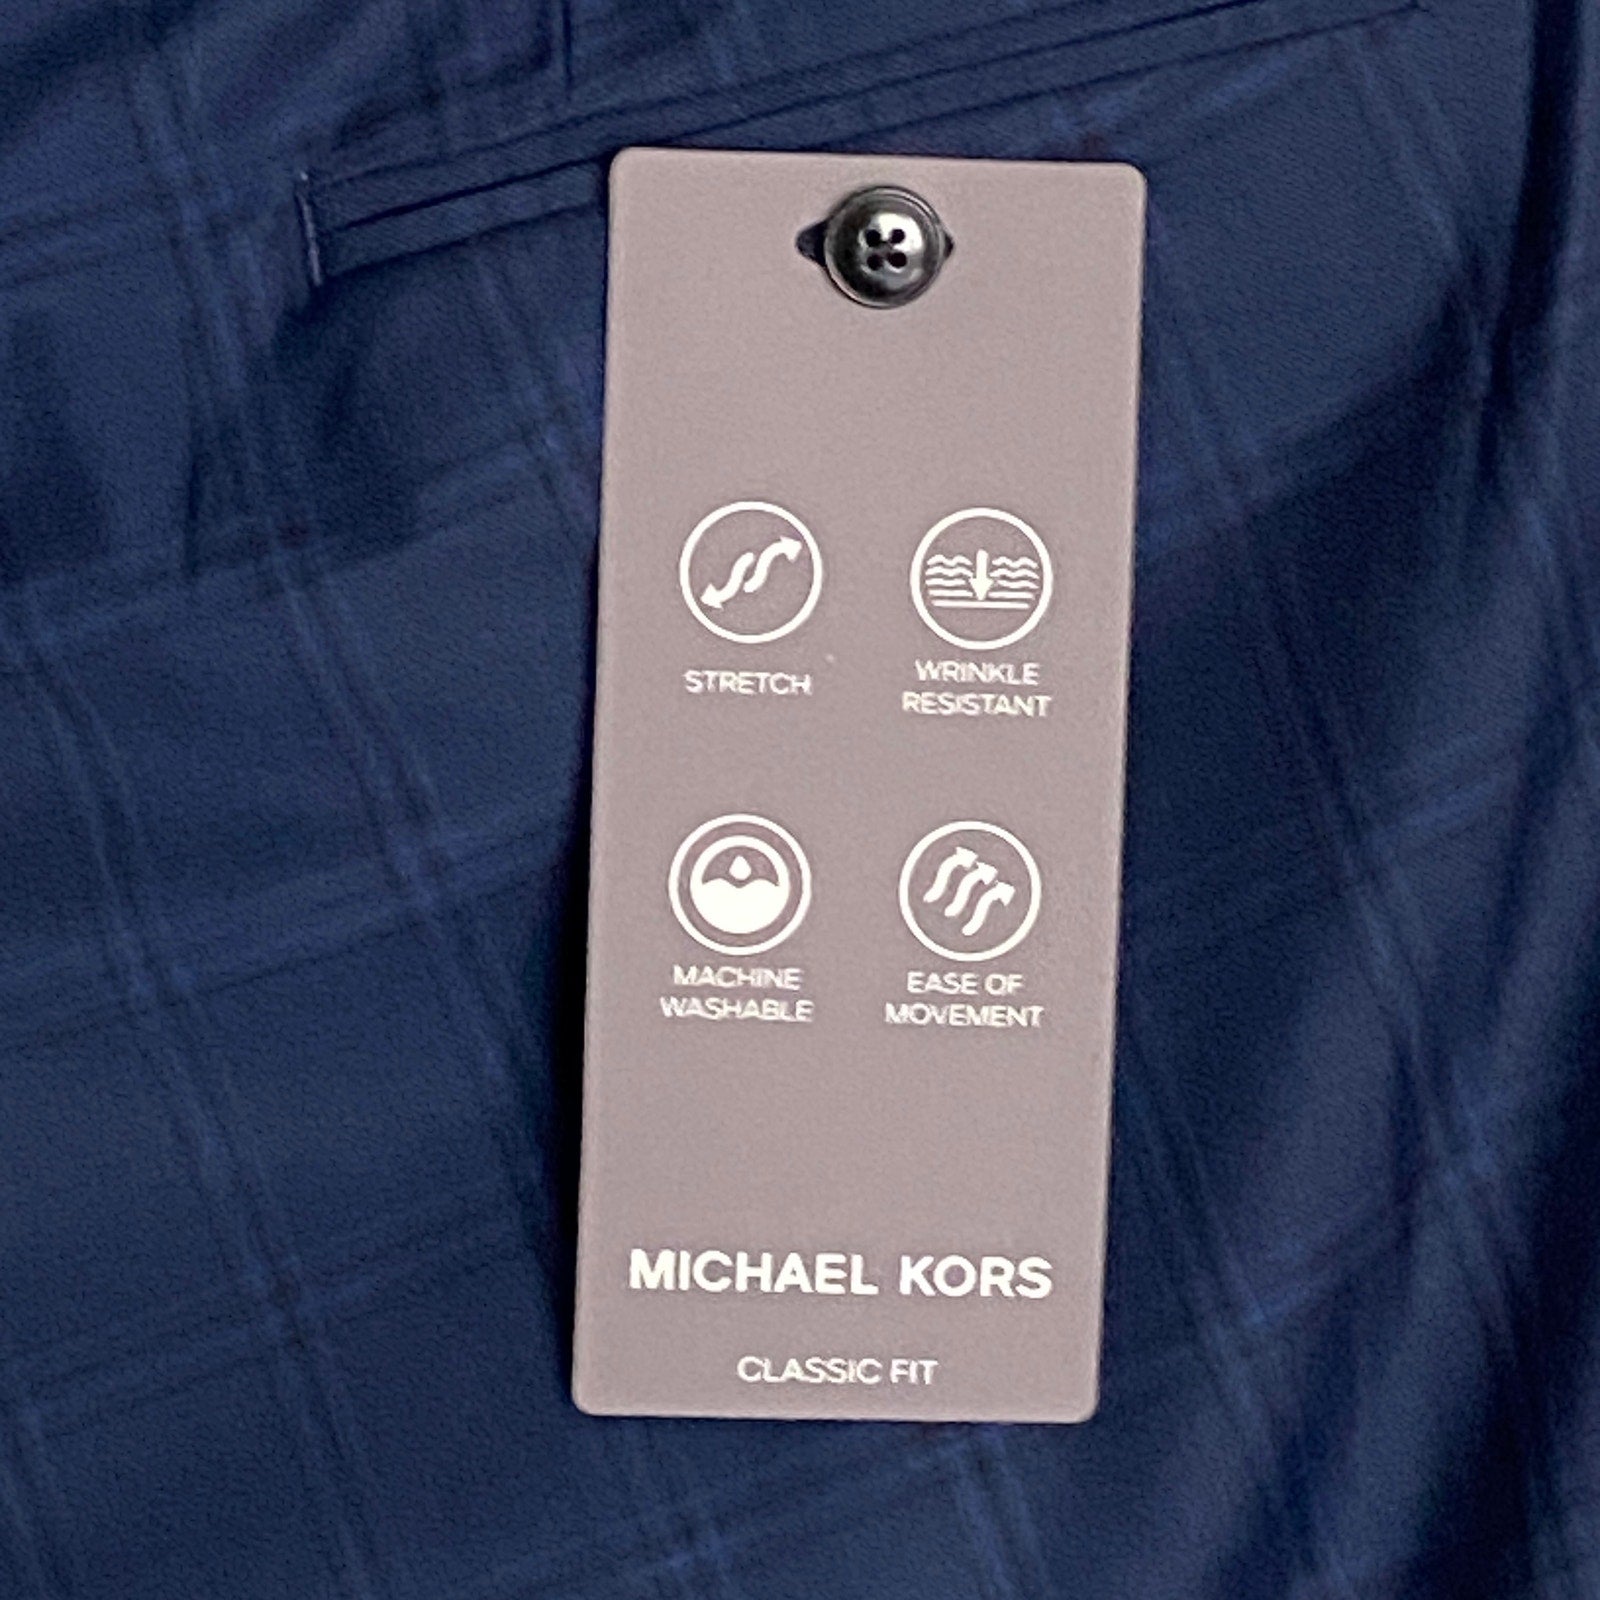 STRETCH
WRINKLE
RESISTANT
MACHINE
WASHABLE
EASE OF
MOVEMENT
MICHAEL KORS
CLASSIC FIT